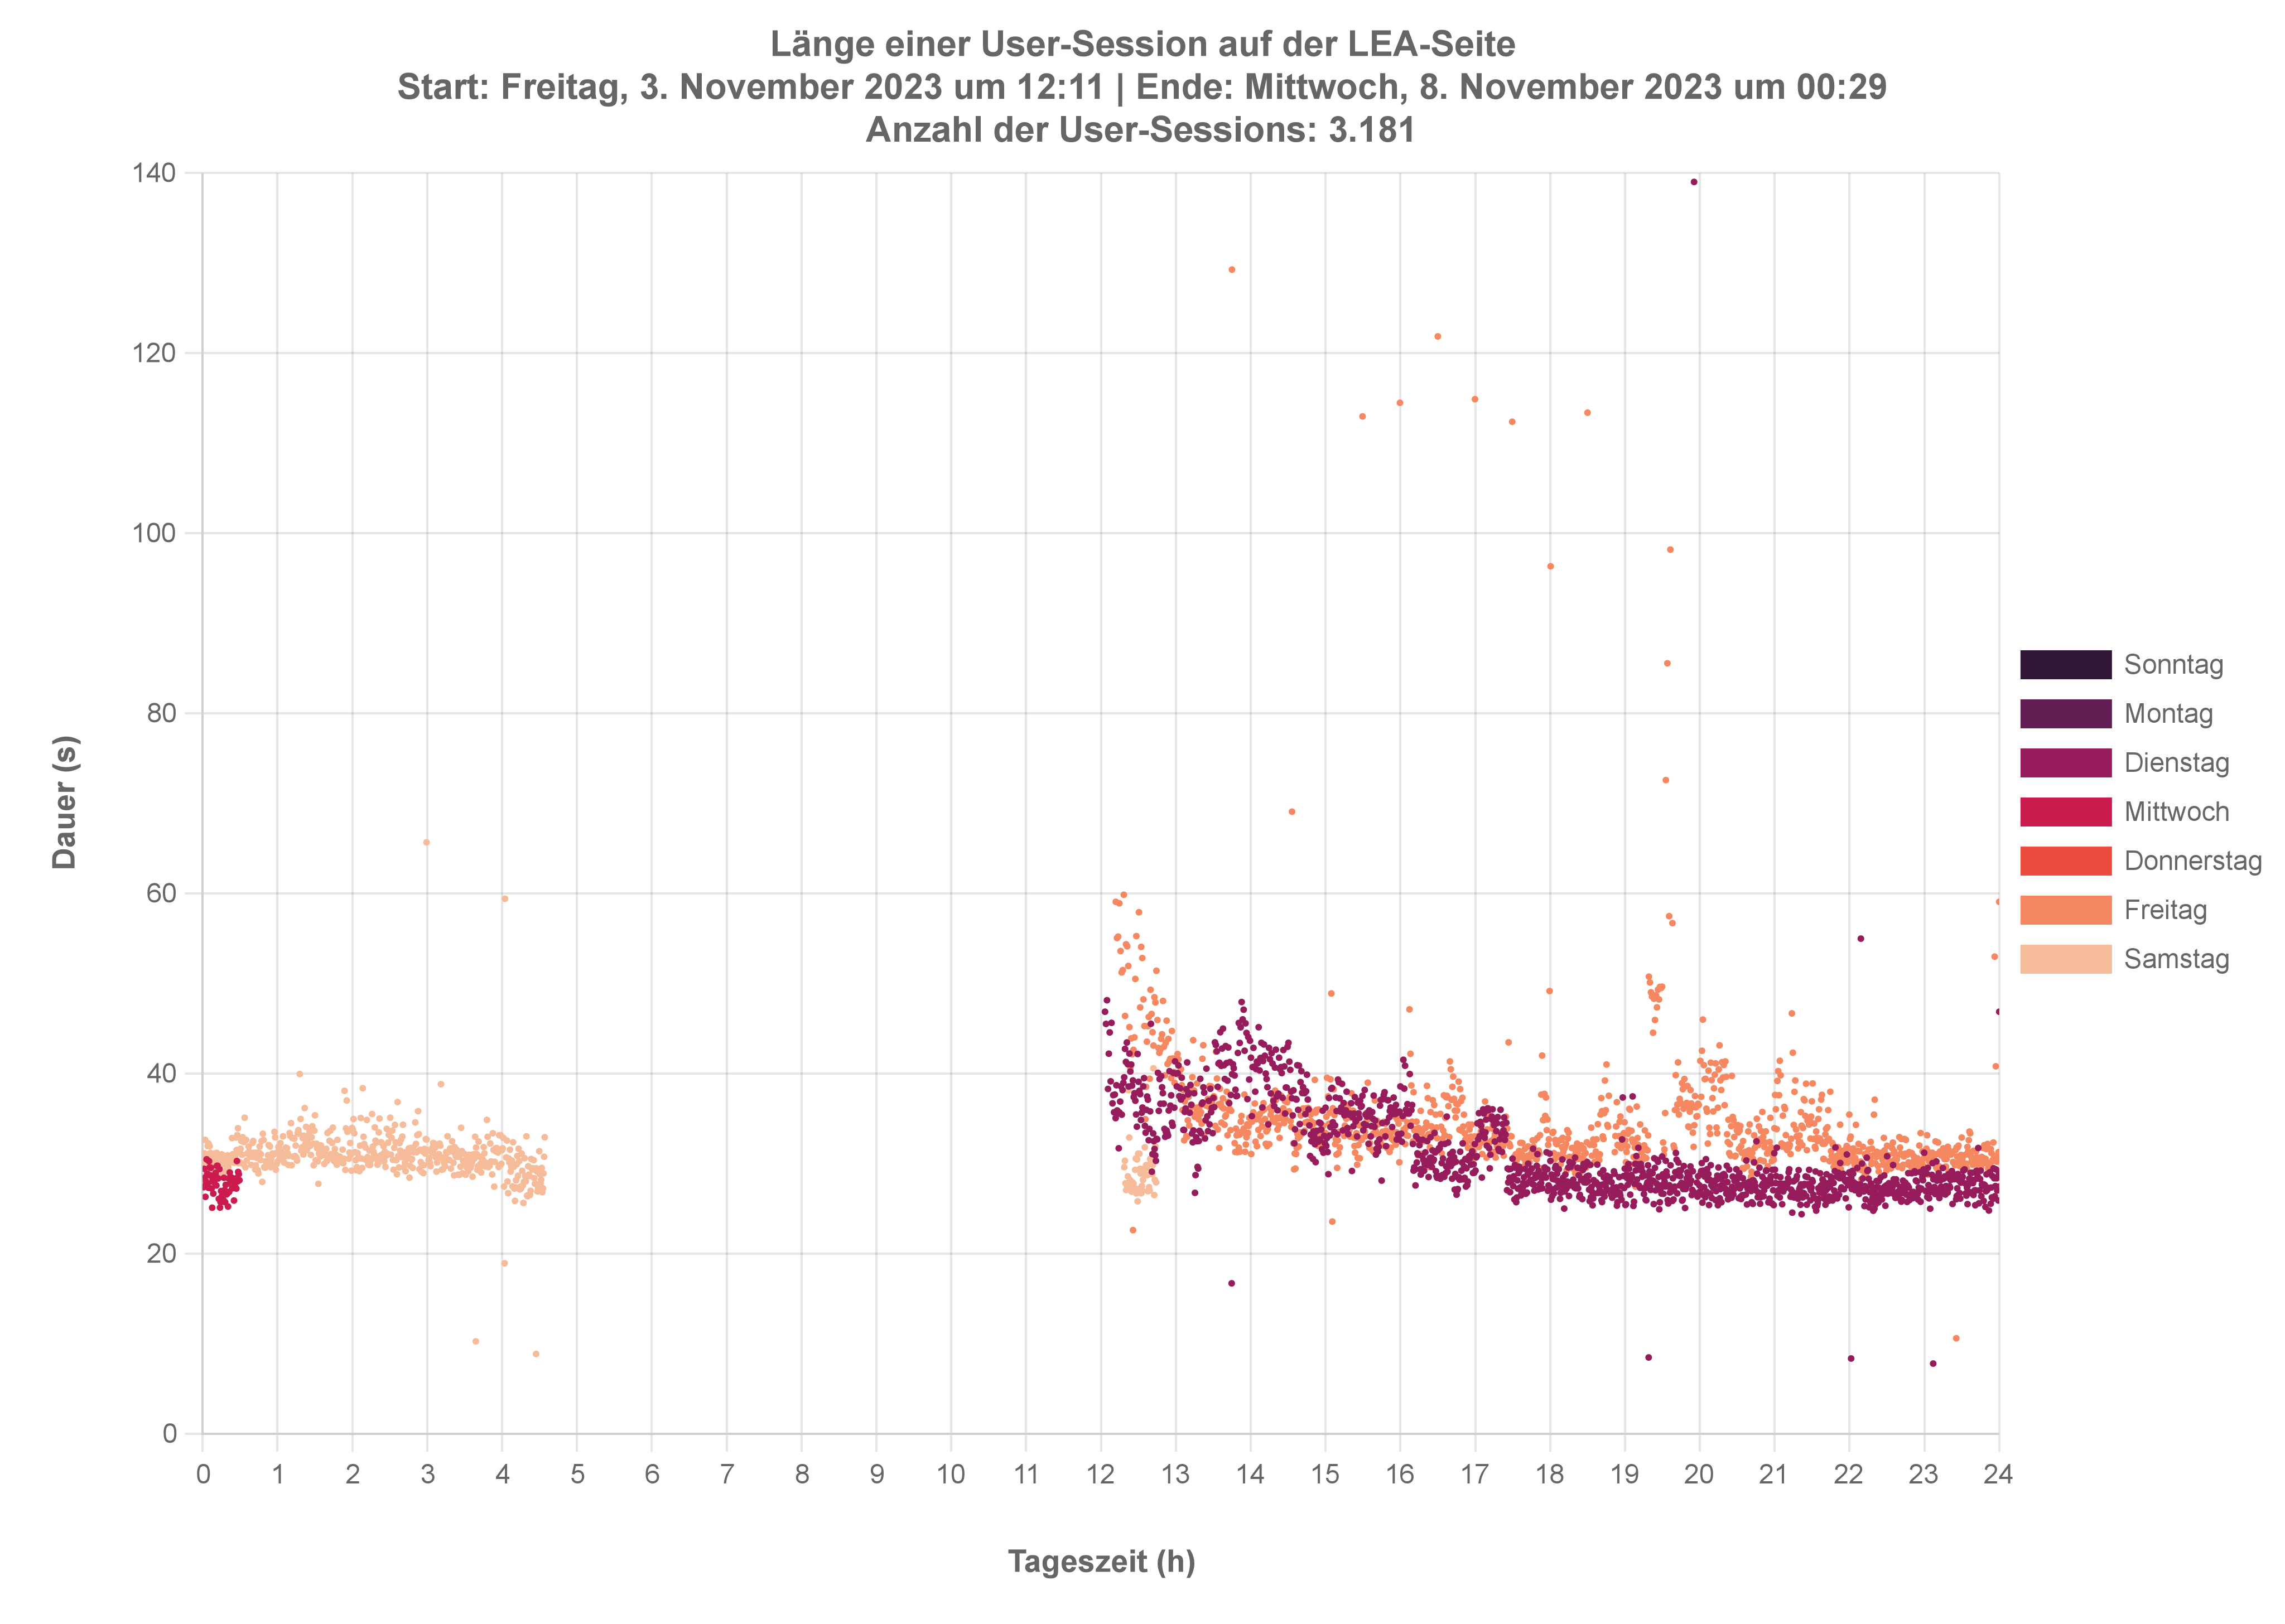 Länge einer User-Session auf der LEA-Seite
Start: Freitag, 3. November 2023 um 12:11 | Ende: Mittwoch, 8. November 2023 um 00:29
Anzahl der User-Sessions: 3.181
140
120
100
80
60
40
20
0
Dauer (s)
0 1 2 3 4 5 6 7 8 9 10 11 12 13 14 15 16 17 18 19 20 21 22 23 24
Tageszeit (h)
Sonntag
Montag
Dienstag
Mittwoch
Donnerstag
Freitag
Samstag